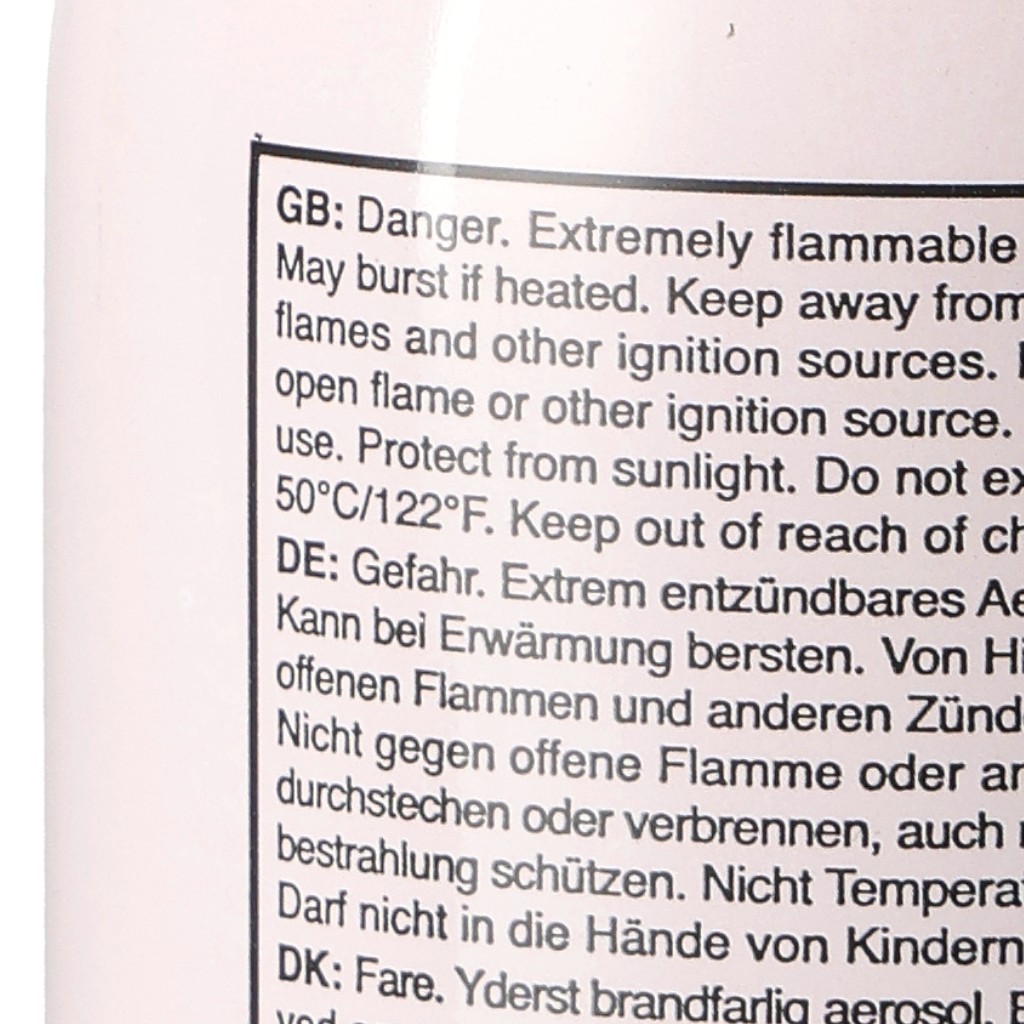 GB: Danger. Extremely flammable
May burst if heated. Keep away from
flames and other ignition sources.
open flame or other ignition source.
use. Protect from sunlight. Do not ex
50°C/122°F. Keep out of reach of ch
DE: Gefahr. Extrem entzündbares Ae
Kann bei Erwärmung bersten. Von Hi
offenen Flammen und anderen Zünd
Nicht gegen offene Flamme oder an
durchstechen oder verbrennen, auch
bestrahlung schützen. Nicht Temperat
Darf nicht in die Hände von Kindern
DK: Fare. Yderst brandfarlig aerosol.
ved